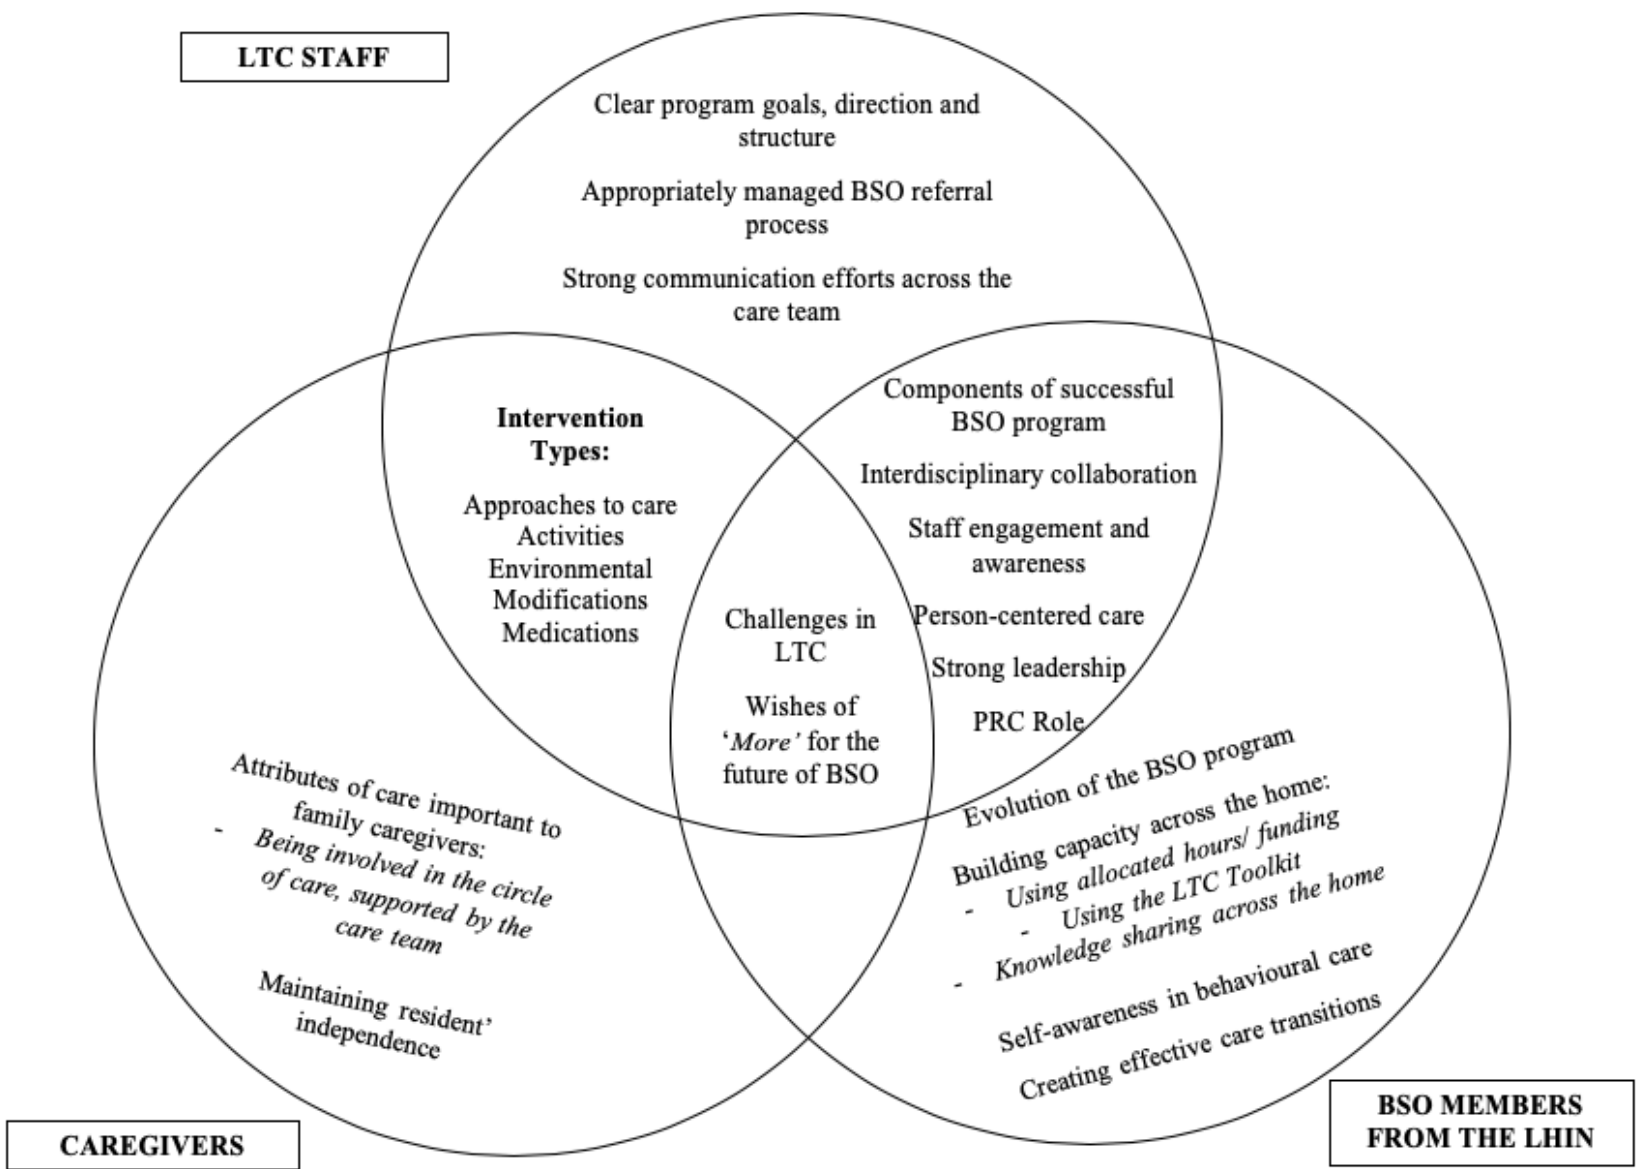 LTC STAFF
Clear program goals, direction and
structure
Appropriately managed BSO referral
process
Strong communication efforts across the
care team
Intervention
Types:
Approaches to care
Activities
Environmental
Modifications
Medications
Components of successful
BSO program
Interdisciplinary collaboration
Staff engagement and
awareness
Person-centered care
Strong leadership
PRC Role
Challenges in
LTC
Wishes of
‘More’ for the
future of BSO
Attributes of care important to
family caregivers:
- Being involved in the circle
of care, supported by the
care team
Maintaining resident’
independence
Evolution of the BSO program
Building capacity across the home:
- Using allocated hours/ funding
- Using the LTC Toolkit
- Knowledge sharing across the home
Self-awareness in behavioural care
Creating effective care transitions
CAREGIVERS
BSO MEMBERS
FROM THE LHIN